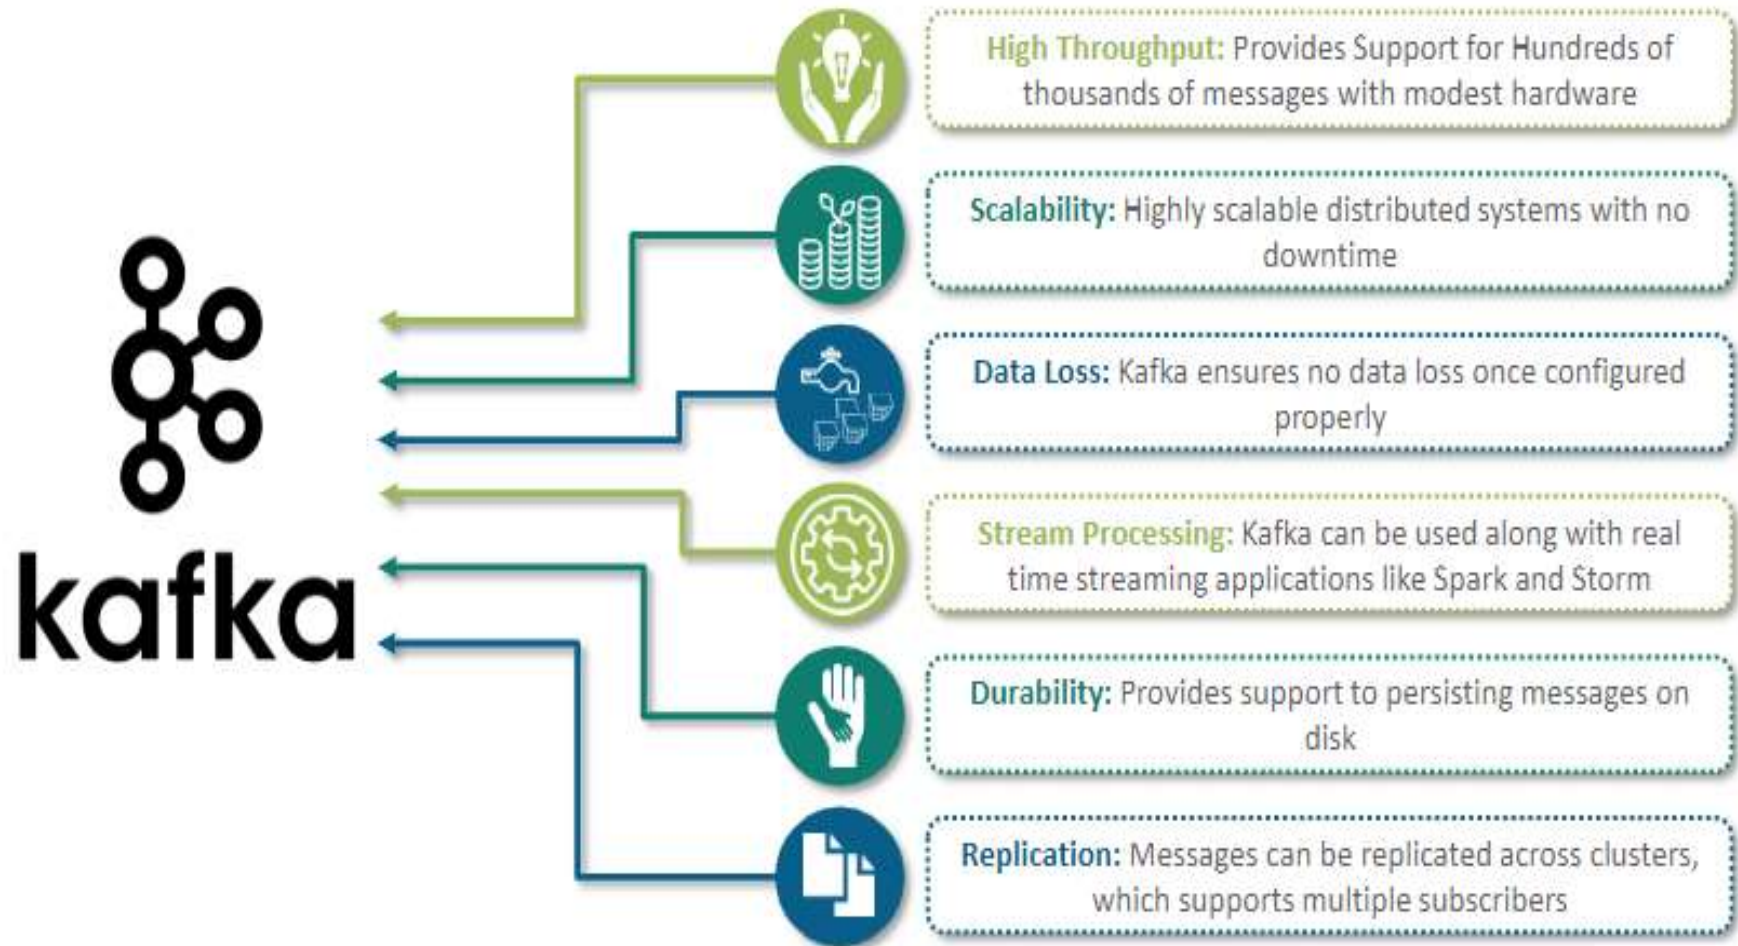 High Throughput: Provides Support for Hundreds of
thousands of messages with modest hardware
Scalability: Highly scalable distributed systems with no
downtime
Data Loss: Kafka ensures no data loss once configured
properly
Stream Processing: Kafka can be used along with real
time streaming applications like Spark and Storm
kafka
Durability: Provides support to persisting messages on
disk
Replication: Messages can be replicated across clusters,
which supports multiple subscribers